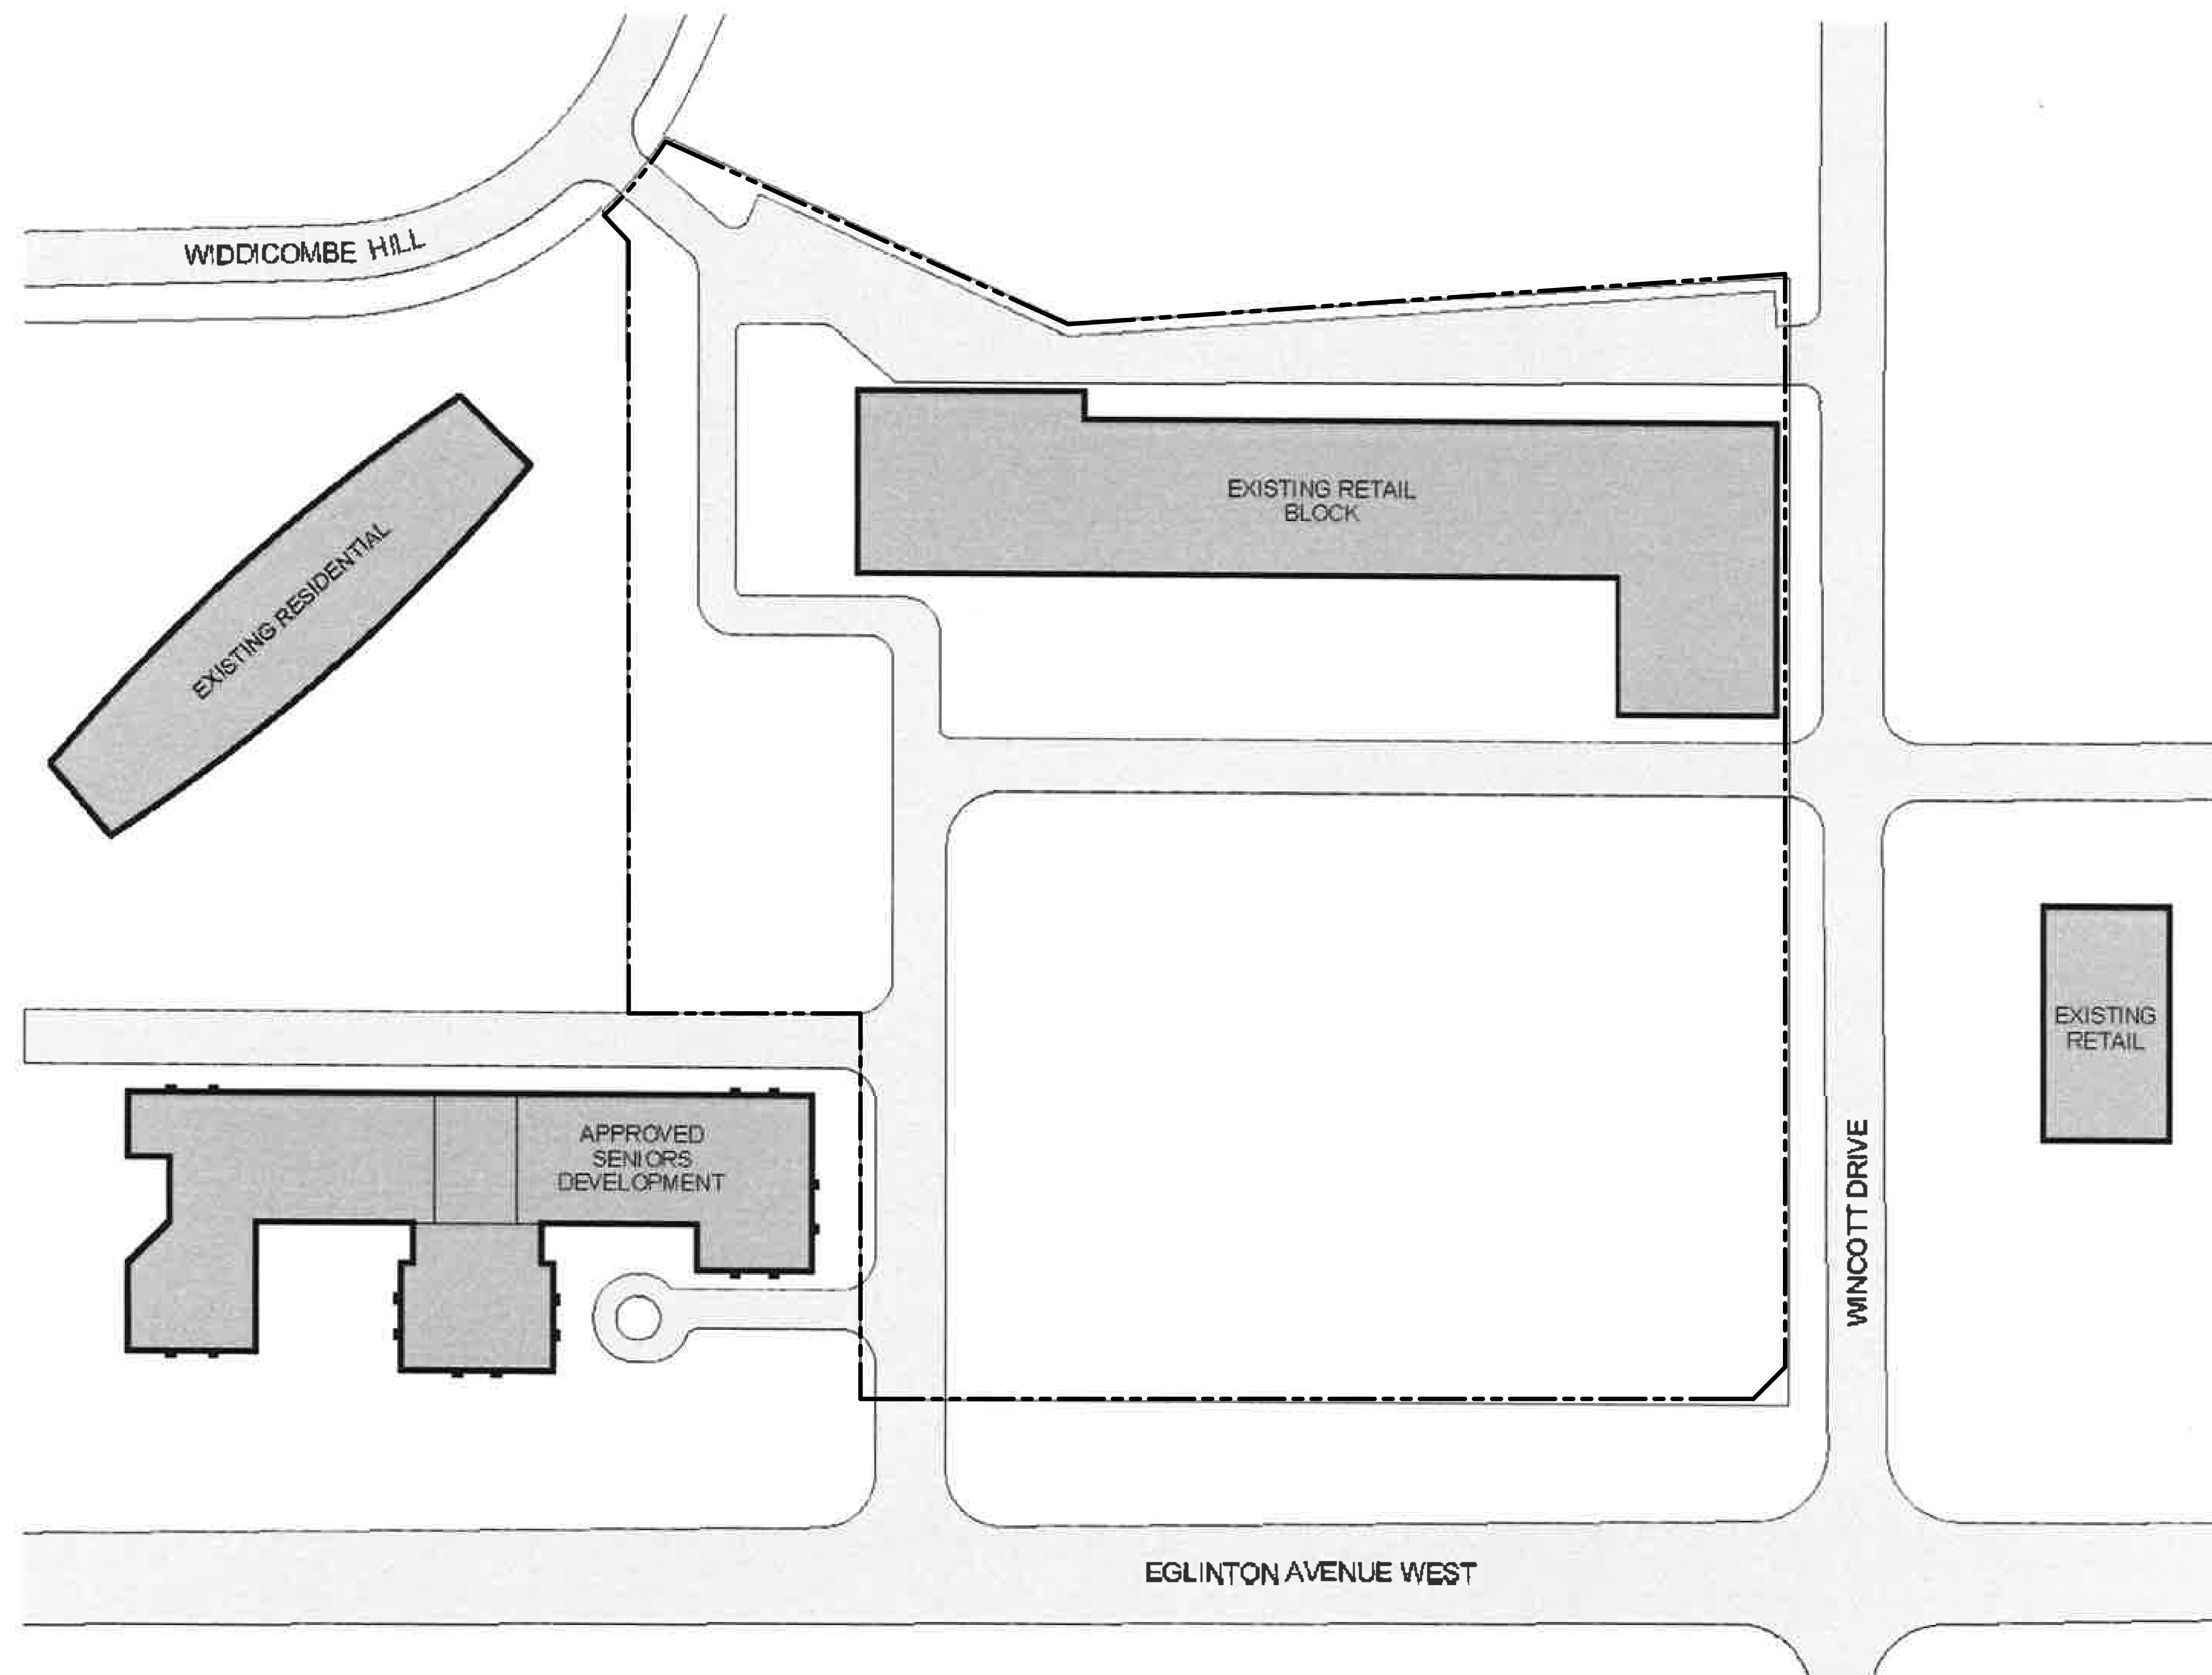 WIDDICOMBE HILL
EXISTING RETAIL
BLOCK
EXISTING RESIDENTIAL
EXISTING
RETAIL
APPROVED
SENIORS
DEVELOPMENT
WINCOTT DRIVE
EGLINTON AVENUE WEST